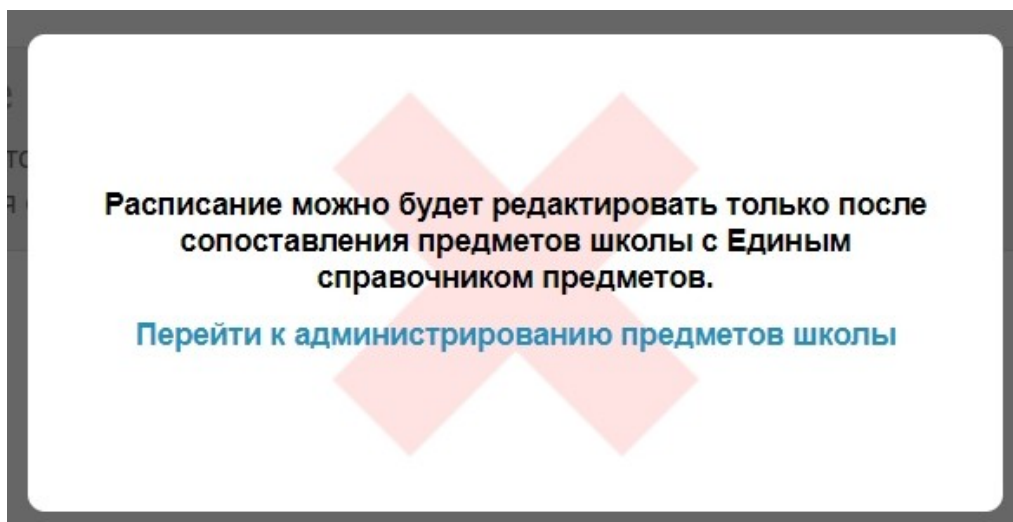 Расписание можно будет редактировать только после
сопоставления предметов школы с Единым
справочником предметов.
Перейти к администрированию предметов школы